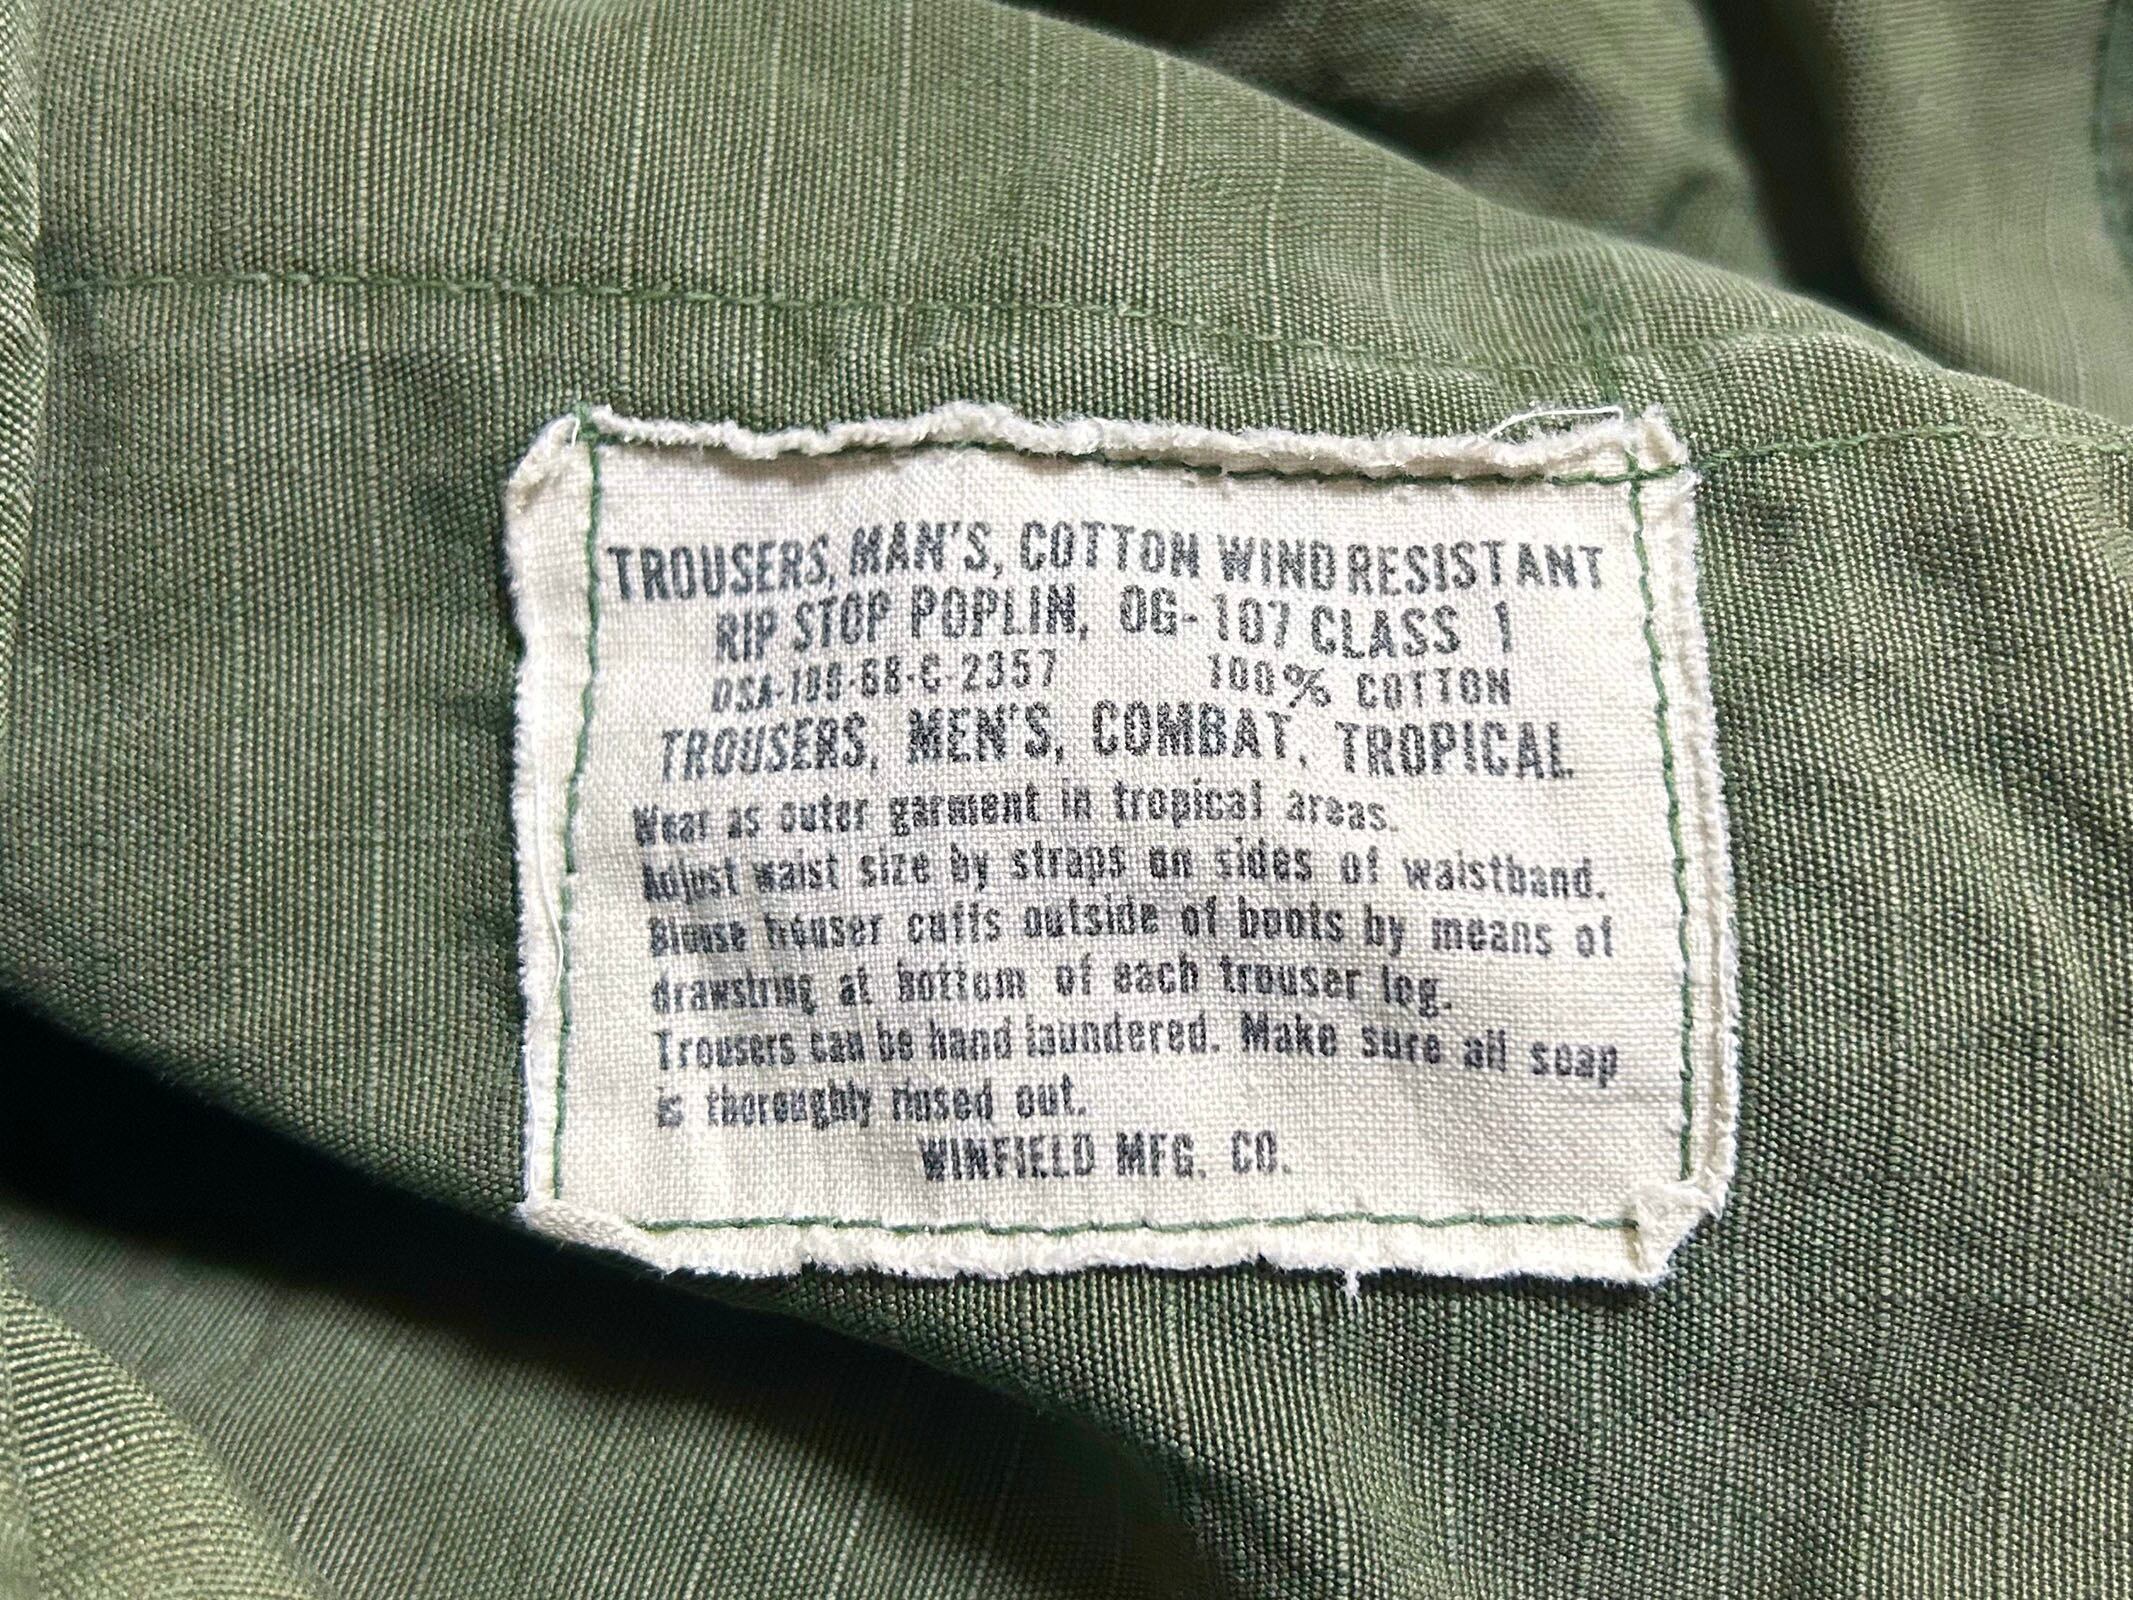 TROUSERS, MAN'S, COTTON WIND RESISTANT
RIP STOP POPLIN, OG-107 CLASS 1
DSA-100-68-C-2357 100% COTTON
TROUSERS, MEN'S, COMBAT, TROPICAL
Wear as outer garment in tropical areas.
Adjust waist size by straps on sides of waistband.
Blouse trouser cuffs outside of boots by means of
drawstring at bottom of each trouser leg.
Trousers can be hand laundered. Make sure all soap
is thoroughly rinsed out.
WINFIELD MFG. CO.